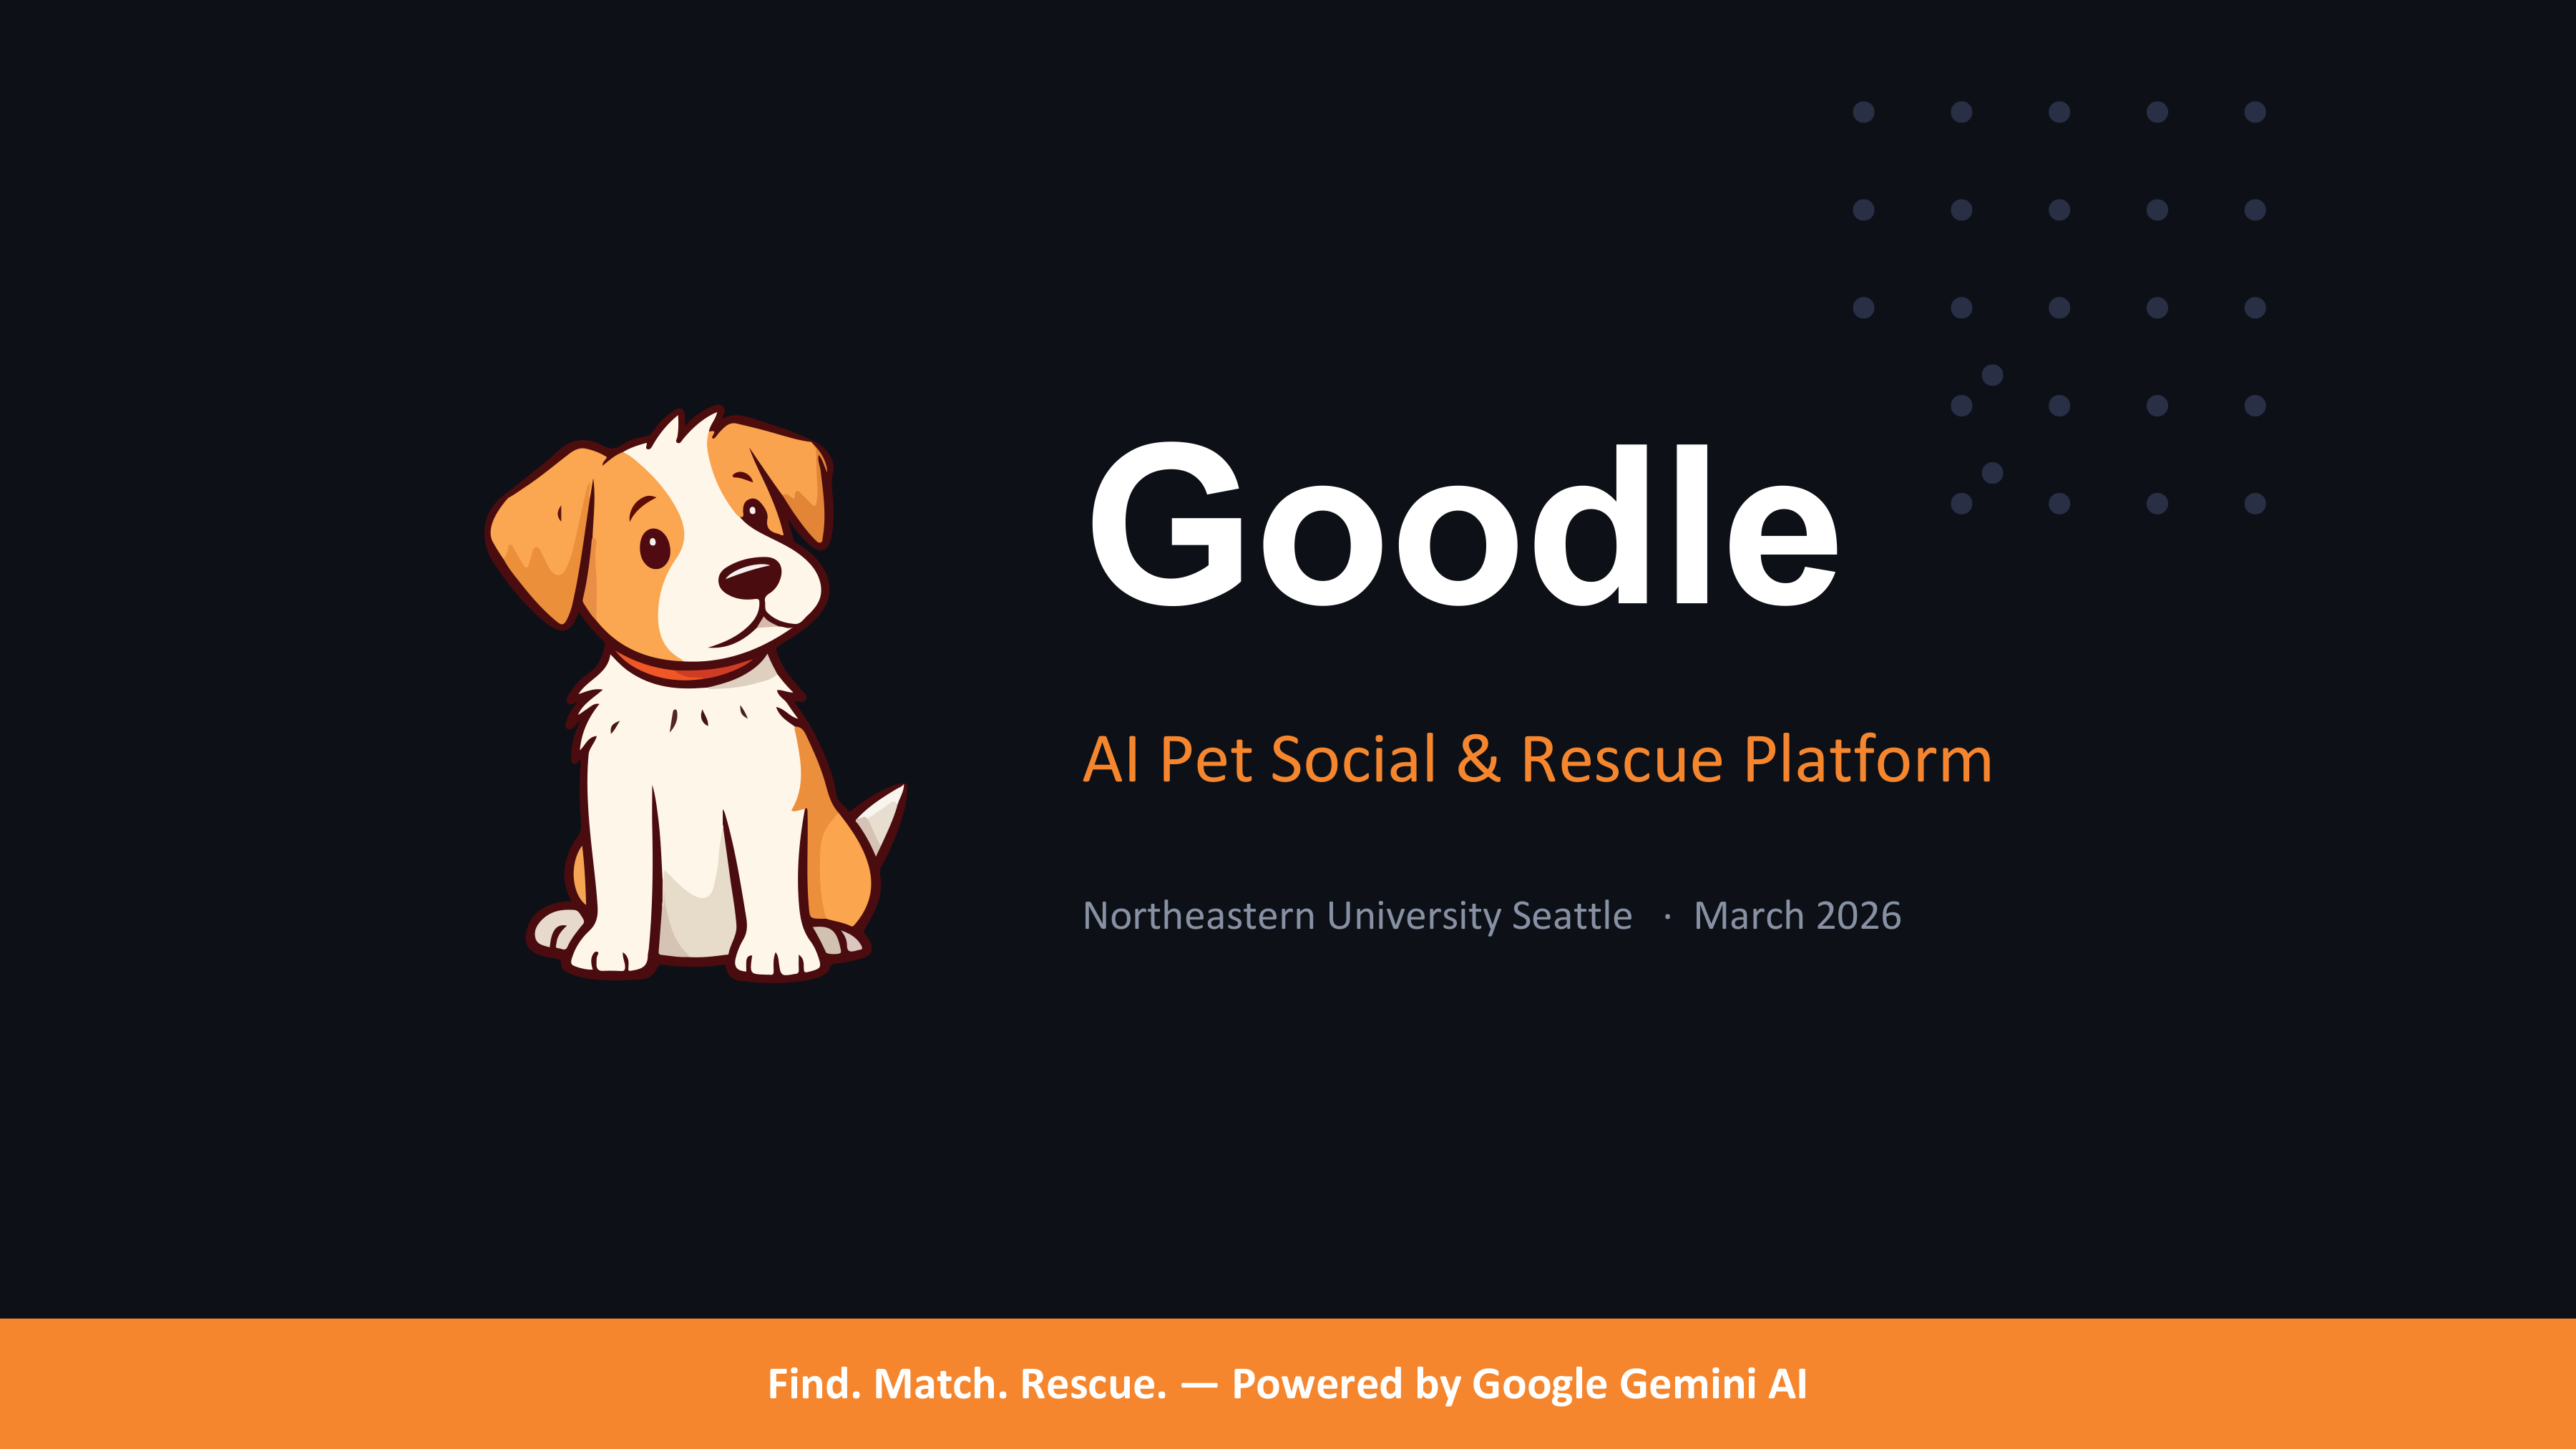 Goodle
AI Pet Social & Rescue Platform
Northeastern University Seattle · March 2026
Find. Match. Rescue. — Powered by Google Gemini AI